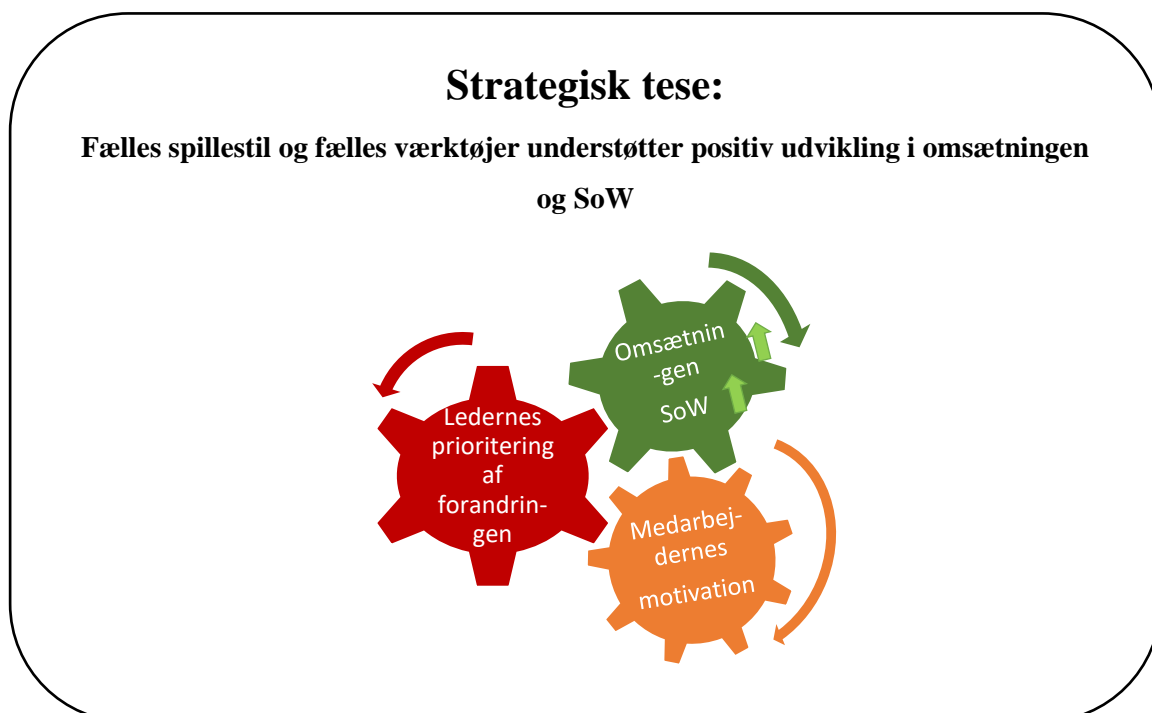 Strategisk tese:
Fælles spillestil og fælles værktøjer understøtter positiv udvikling i omsætningen
og SoW
Omsætnin
-gen
SoW
Ledernes
prioritering
af
forandrin-
gen
Medarbej-
dernes
motivation